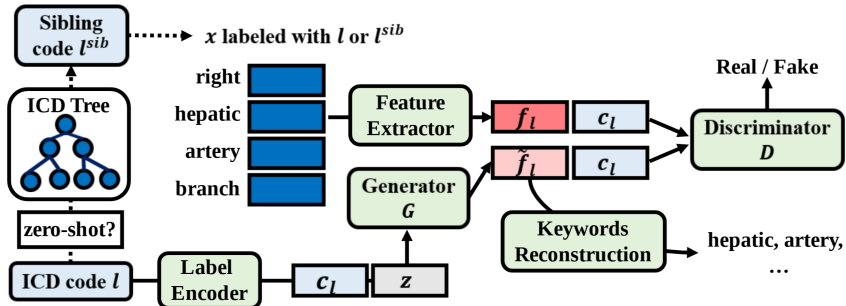 Sibling
code l^sib
x labeled with l or l^sib
ICD Tree
zero-shot?
ICD code l
Label
Encoder
c_l
z
right
hepatic
artery
branch
Feature
Extractor
Generator
G
f_l
c_l
f̃_l
c_l
Real / Fake
Discriminator
D
Keywords
Reconstruction
hepatic, artery,
…